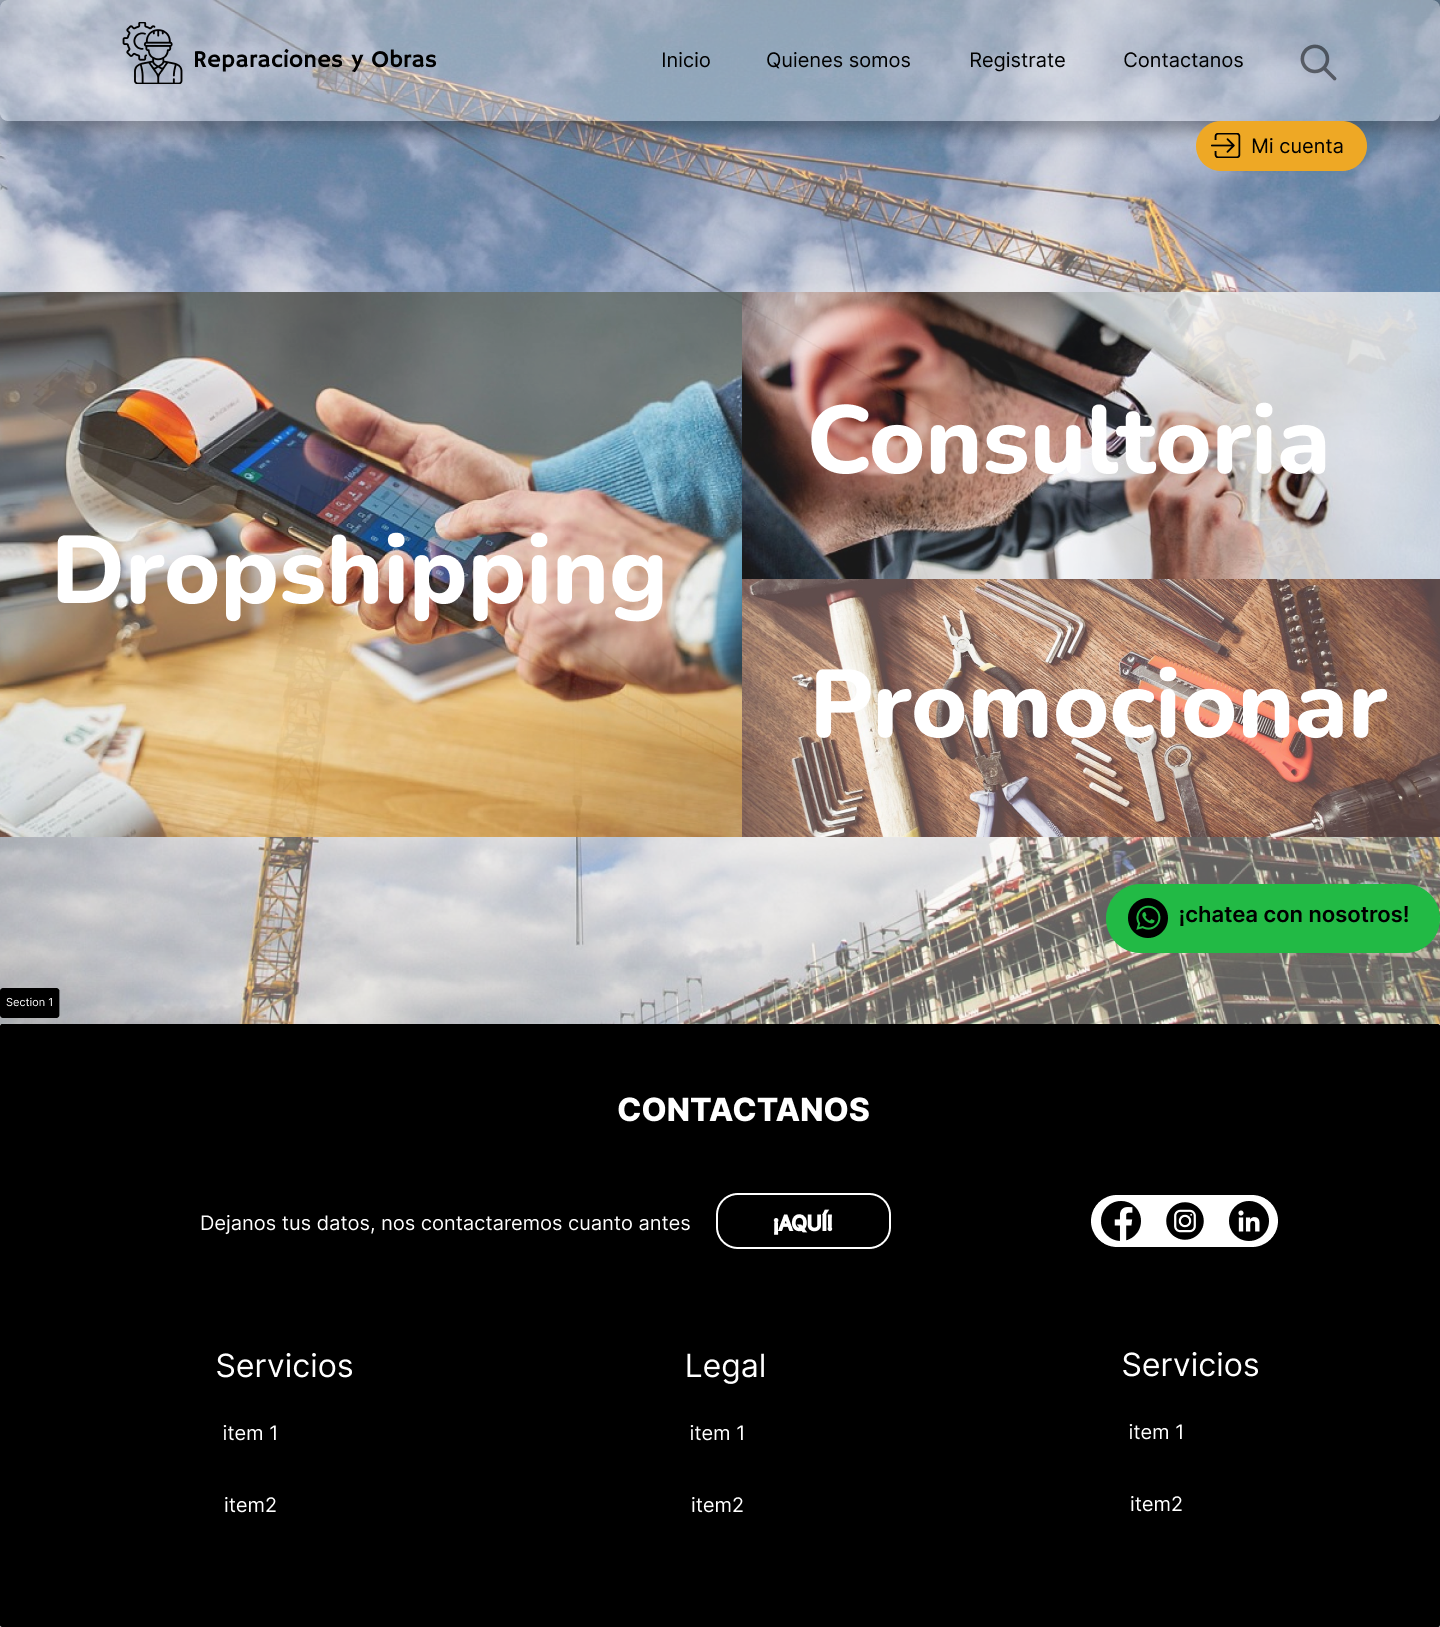 Reparaciones y Obras
Inicio
Quienes somos
Registrate
Contactanos
Mi cuenta
Consultoria
Dropshipping
Promocionar
¡chatea con nosotros!
Section 1
CONTACTANOS
Dejanos tus datos, nos contactaremos cuanto antes
¡AQUÍ!
Servicios
Legal
Servicios
item 1
item 1
item 1
item2
item2
item2